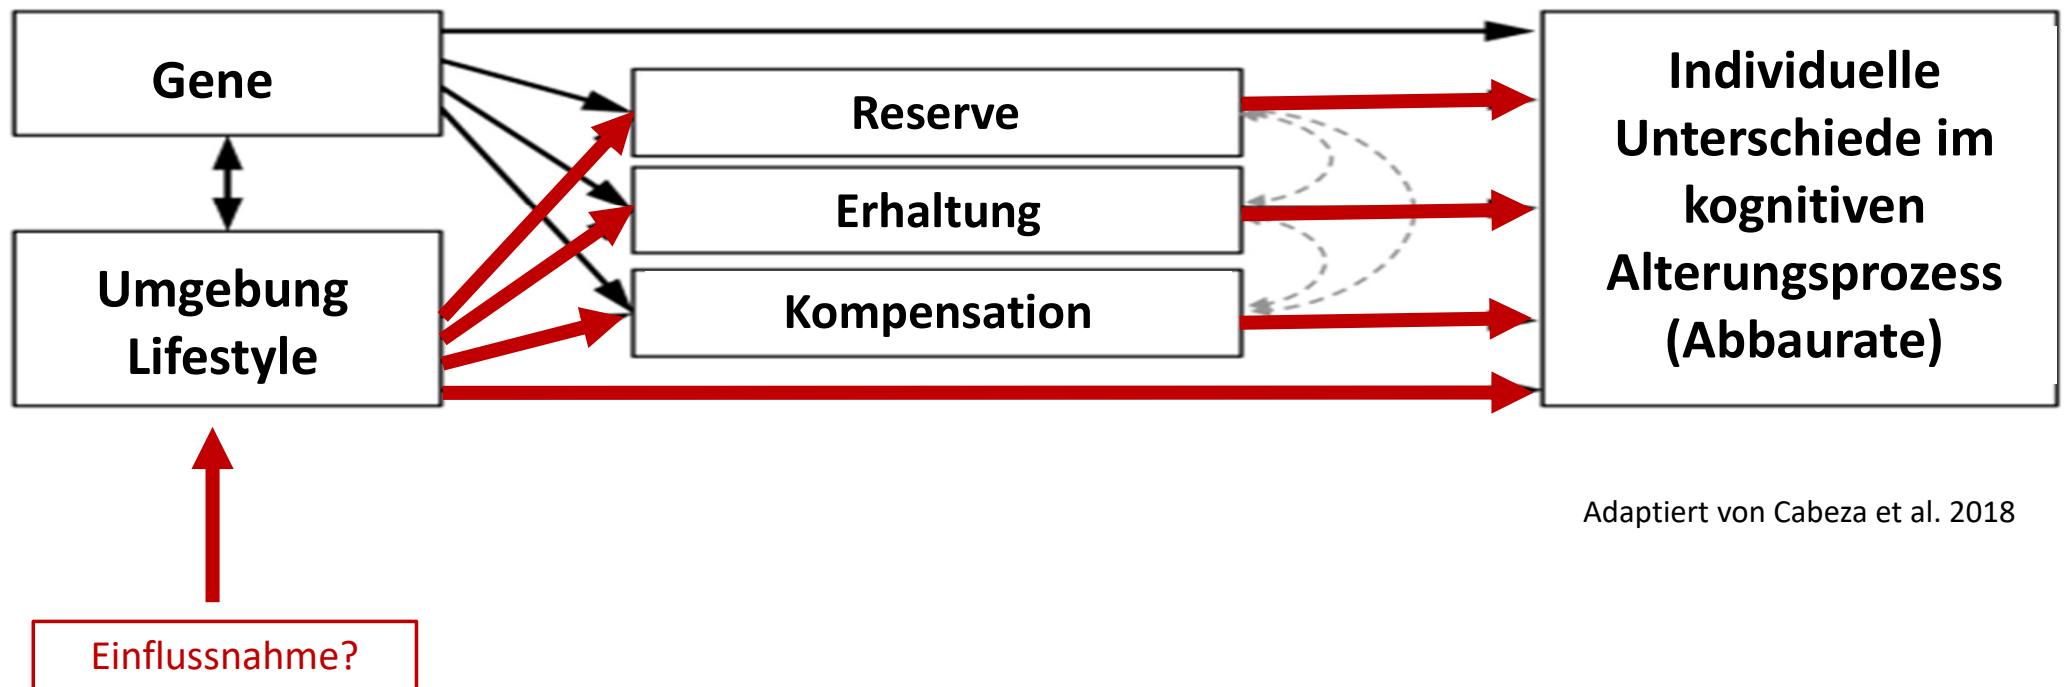 Gene
Umgebung
Lifestyle
Reserve
Erhaltung
Kompensation
Individuelle
Unterschiede im
kognitiven
Alterungsprozess
(Abbaurate)
Adaptiert von Cabeza et al. 2018
Einflussnahme?